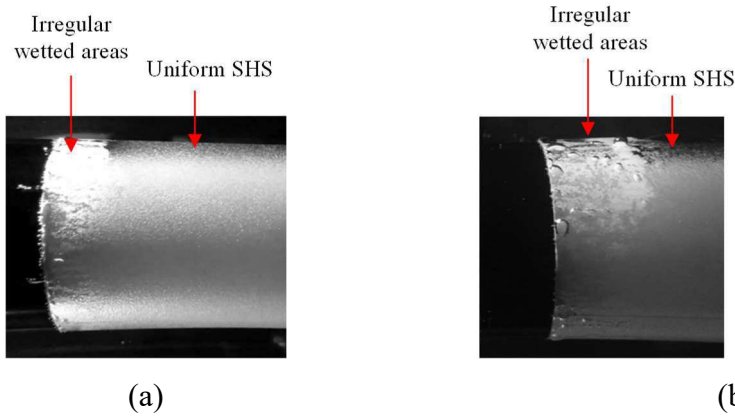 Irregular
wetted areas
Uniform SHS
Irregular
wetted areas
Uniform SHS
(a)
(b